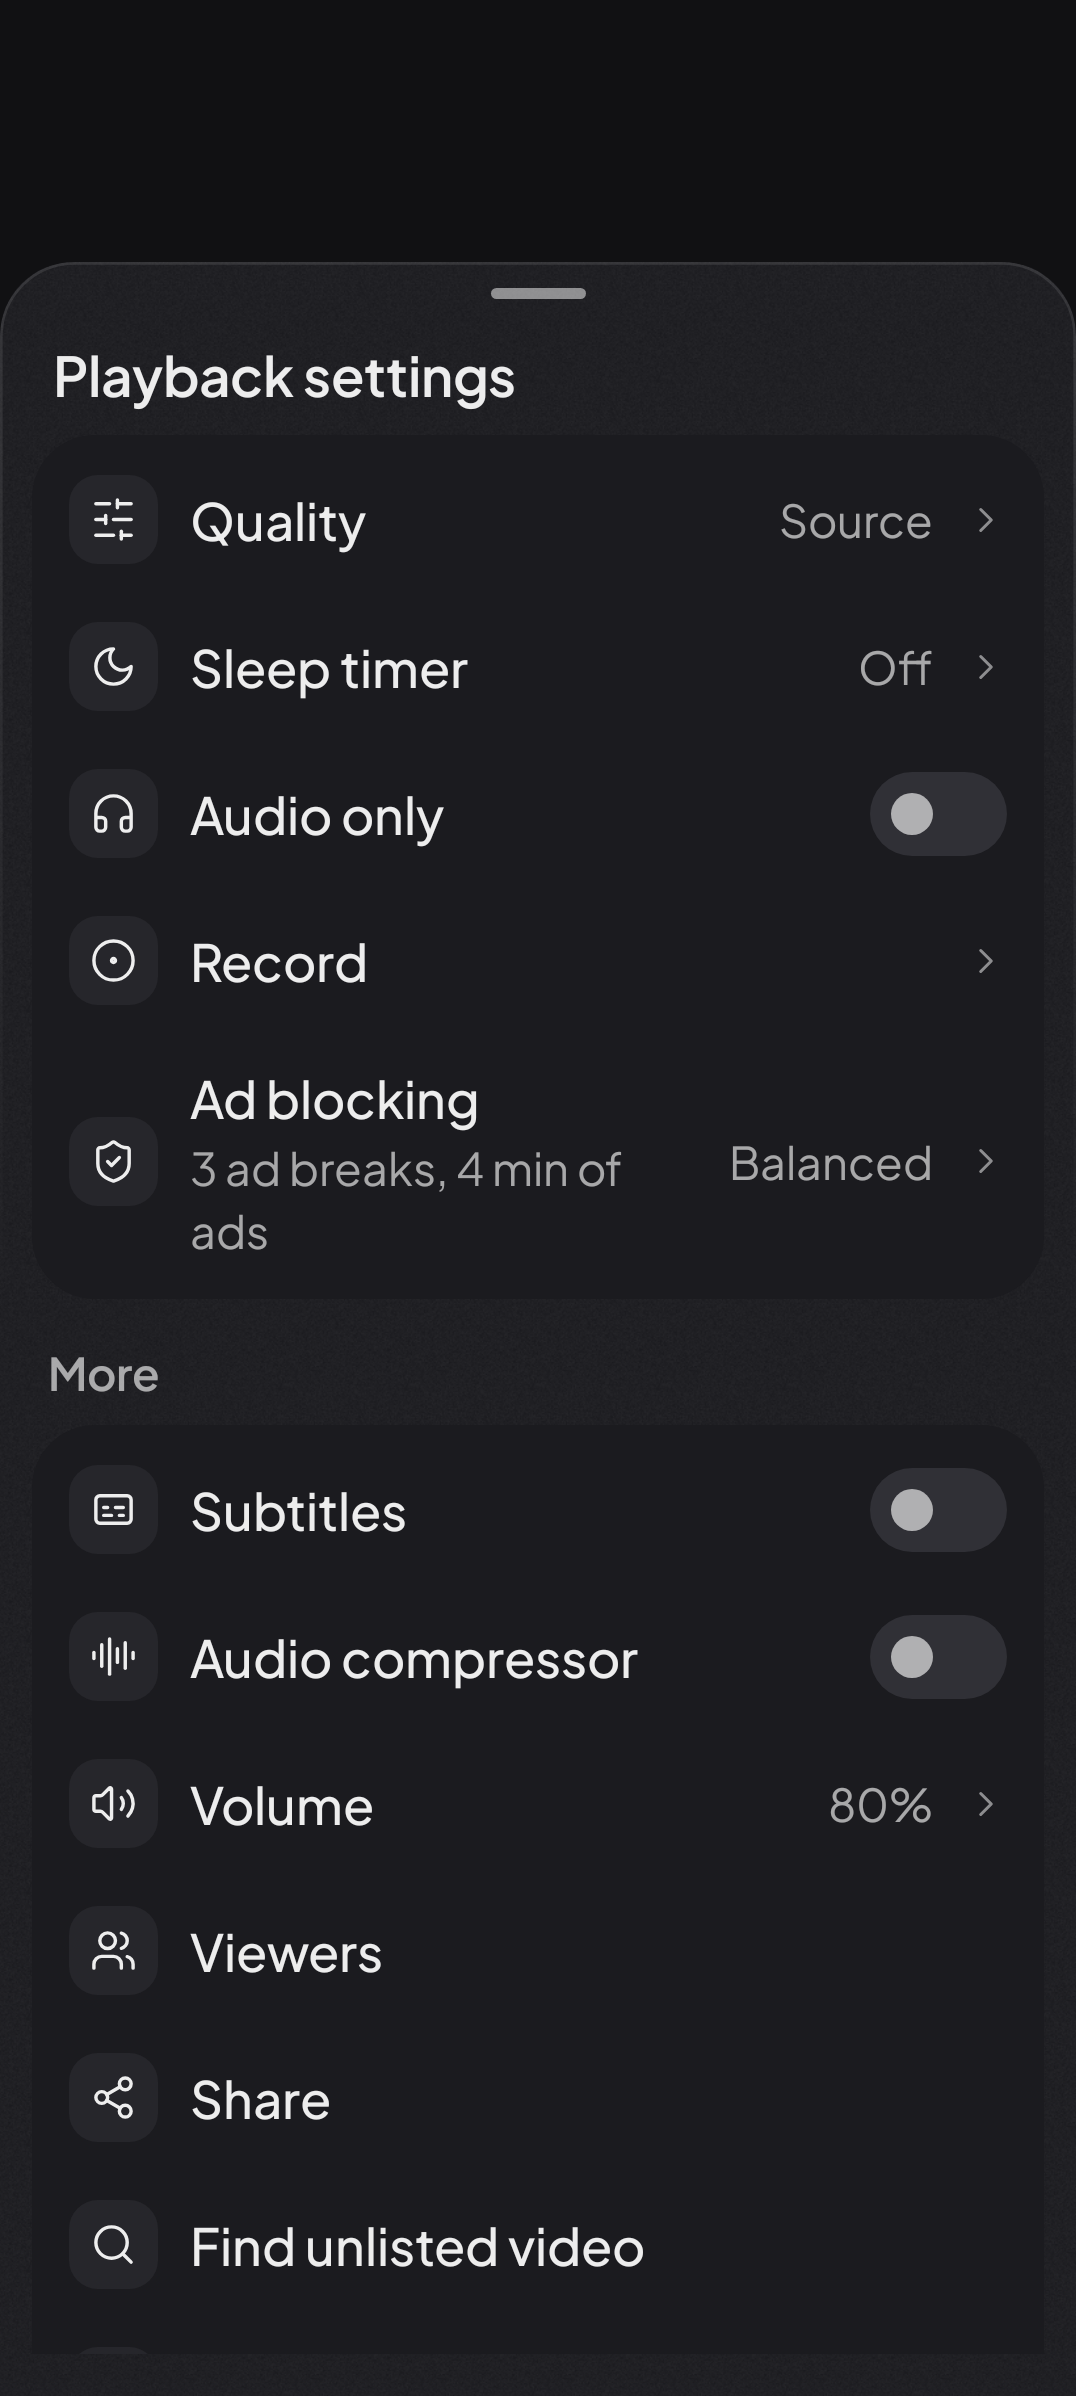 Playback settings
Quality
Source
Sleep timer
Off
Audio only
Record
Ad blocking
3 ad breaks, 4 min of
ads
Balanced
More
Subtitles
Audio compressor
Volume
80%
Viewers
Share
Find unlisted video